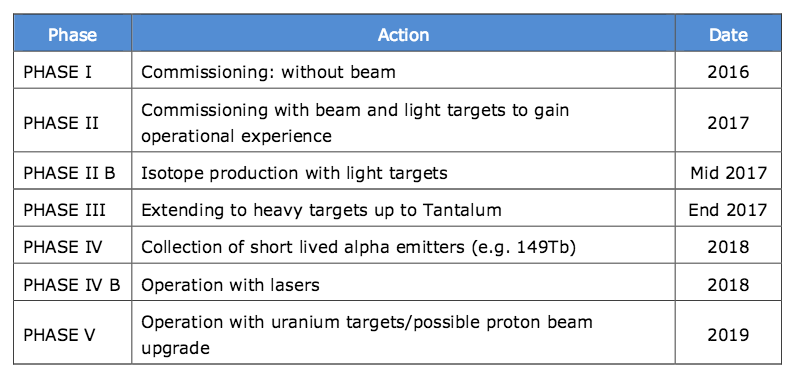 Phase Action Date
PHASE I Commissioning: without beam 2016
PHASE II Commissioning with beam and light targets to gain
operational experience 2017
PHASE II B Isotope production with light targets Mid 2017
PHASE III Extending to heavy targets up to Tantalum End 2017
PHASE IV Collection of short lived alpha emitters (e.g. 149Tb) 2018
PHASE IV B Operation with lasers 2018
PHASE V Operation with uranium targets/possible proton beam
upgrade 2019